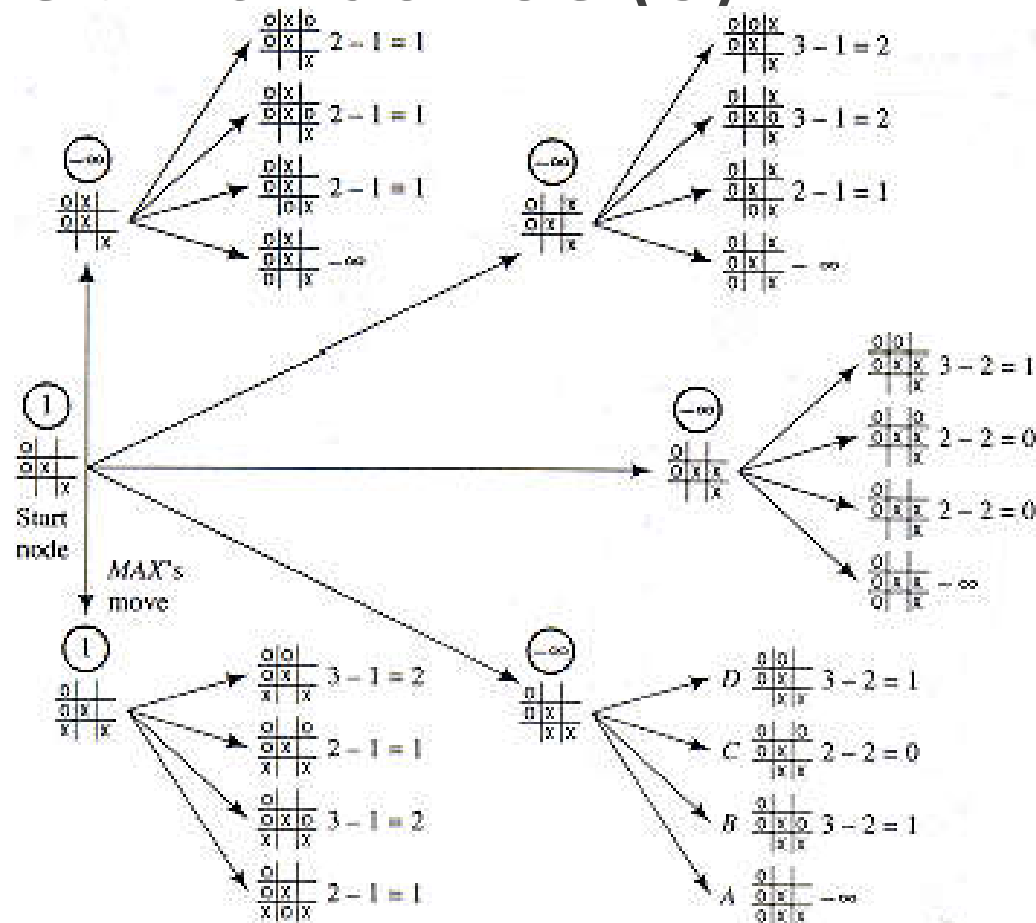 O X O
O X
X
2 – 1 = 1
O X
O X O
X
2 – 1 = 1
O X
O X
O X
2 – 1 = 1
O X
O X
O X
– ∞
–∞
O X
O X
X
O O X
O X
X
3 – 1 = 2
O X
O X O
X
3 – 1 = 2
O X
O X
O X
2 – 1 = 1
O X
O X
O X
– ∞
–∞
O X
O X
X
1
O
O X
X
Start
node
MAX's
move
–∞
O
O X X
X
O O
O X X
X
3 – 2 = 1
O O
O X X
X
2 – 2 = 0
O
O X X
X
2 – 2 = 0
O
O X X
O X
– ∞
1
O
O X
X X
O O
O X
X X
3 – 1 = 2
O O
O X
X X
2 – 1 = 1
O
O X O
X X
3 – 1 = 2
O
O X
X O X
2 – 1 = 1
–∞
O
O X
X X
D
O O
O X
X X
3 – 2 = 1
C
O O
O X
X X
2 – 2 = 0
B
O
O X O
X X
3 – 2 = 1
A
O
O X
O X X
–∞